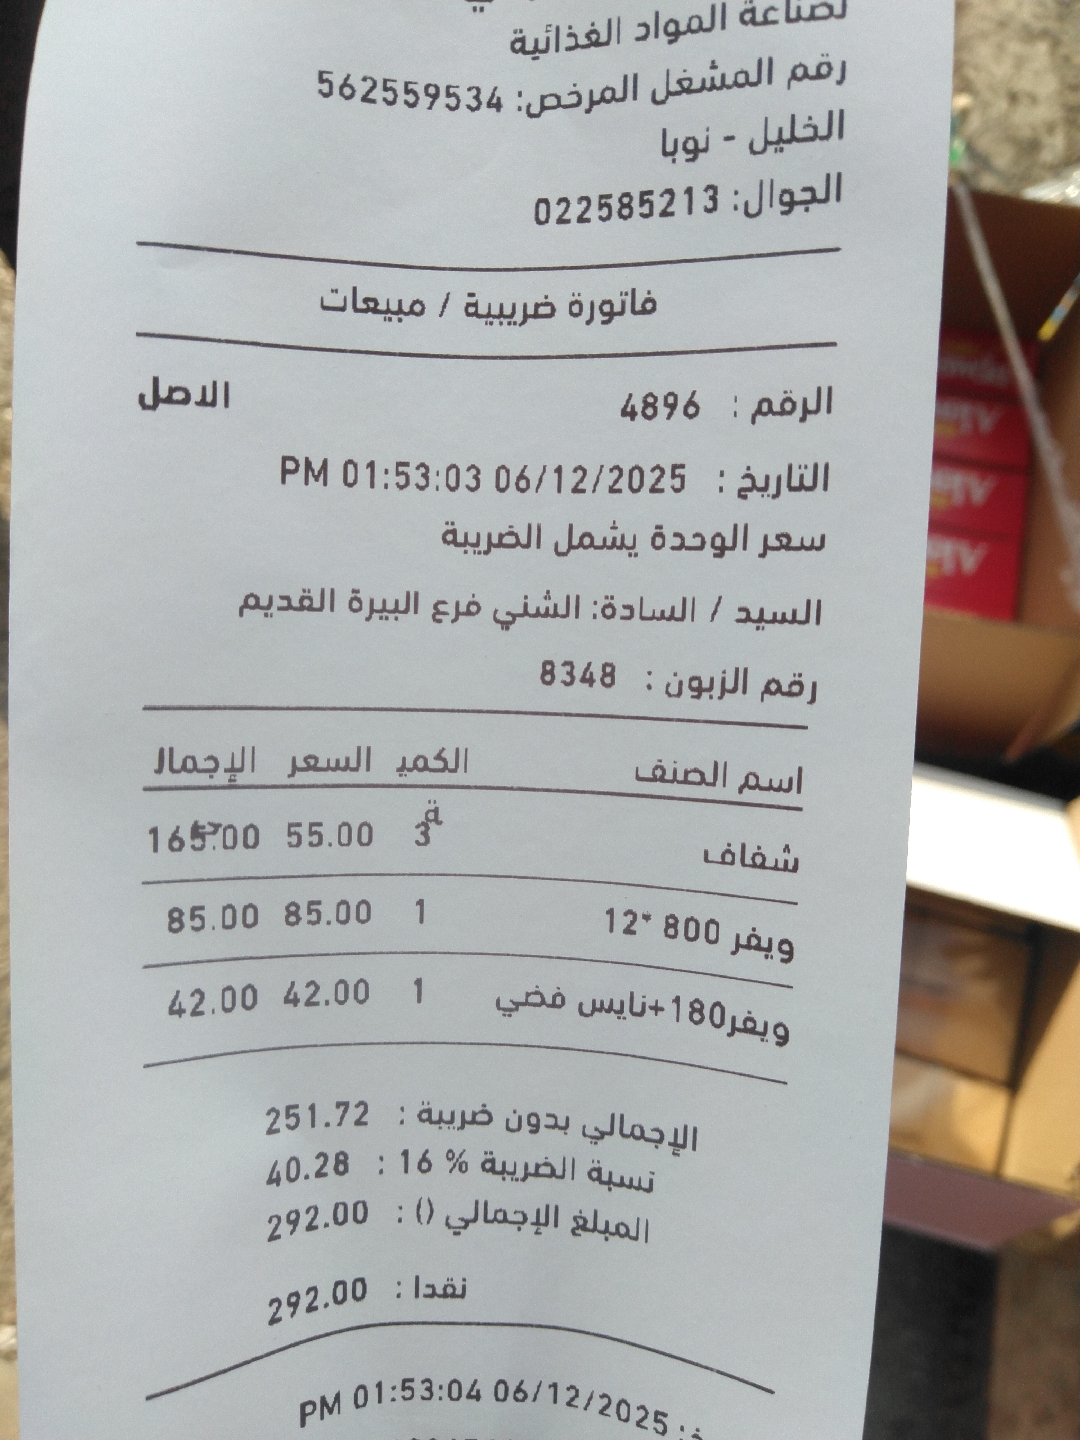 لصناعة المواد الغذائية
رقم المشغل المرخص: 562559534
الخليل - نوبا
الجوال: 022585213
فاتورة ضريبية / مبيعات
الرقم : 4896 الاصل
التاريخ : 06/12/2025 01:53:03 PM
سعر الوحدة يشمل الضريبة
السيد / السادة: الشني فرع البيرة القديم
رقم الزبون : 8348
اسم الصنف الكمية السعر الإجمالي
شفاف 3 55.00 165.00
ويفر 800 *12 1 85.00 85.00
ويفر180+نايس فضي 1 42.00 42.00
الإجمالي بدون ضريبة : 251.72
نسبة الضريبة % 16 : 40.28
المبلغ الإجمالي () : 292.00
نقدا : 292.00
06/12/2025 01:53:04 PM